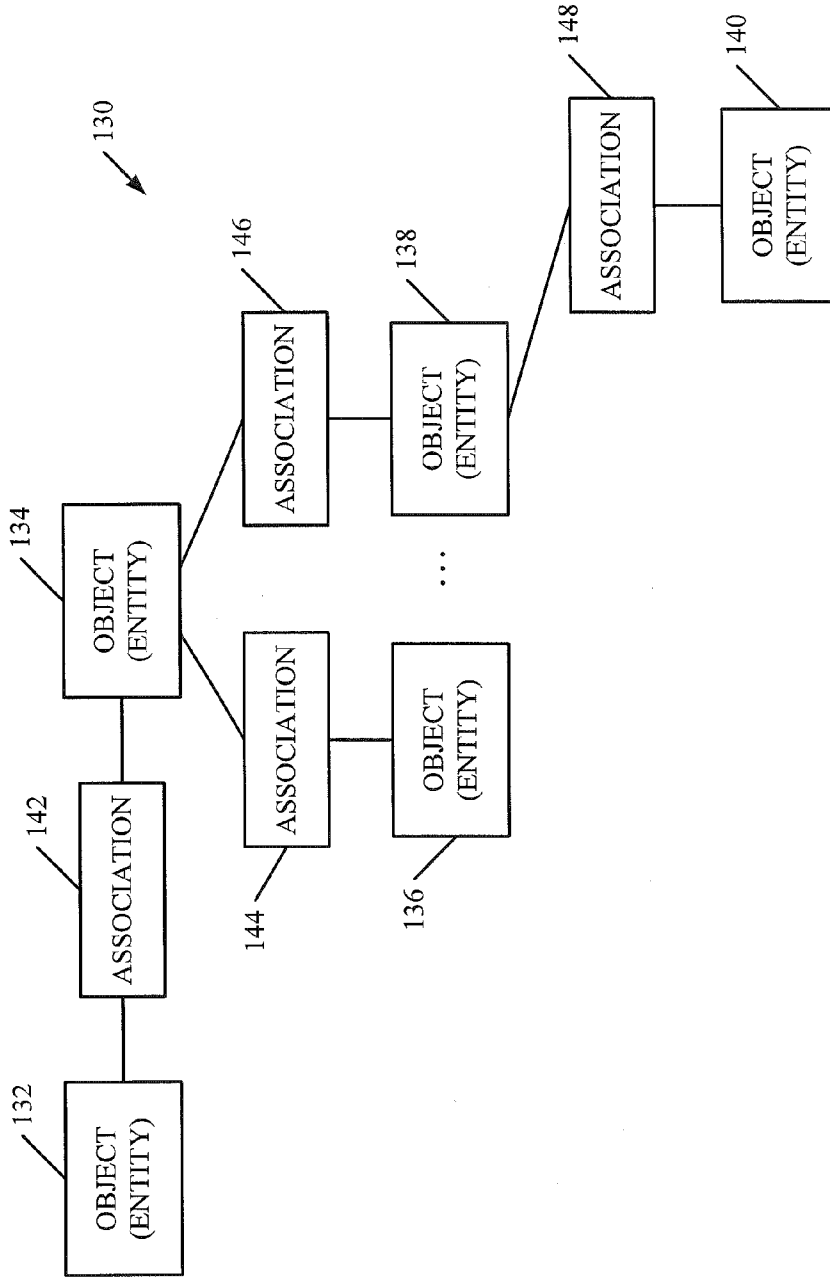 130
132
OBJECT
(ENTITY)
142
ASSOCIATION
134
OBJECT
(ENTITY)
144
ASSOCIATION
146
ASSOCIATION
136
OBJECT
(ENTITY)
...
138
OBJECT
(ENTITY)
148
ASSOCIATION
140
OBJECT
(ENTITY)